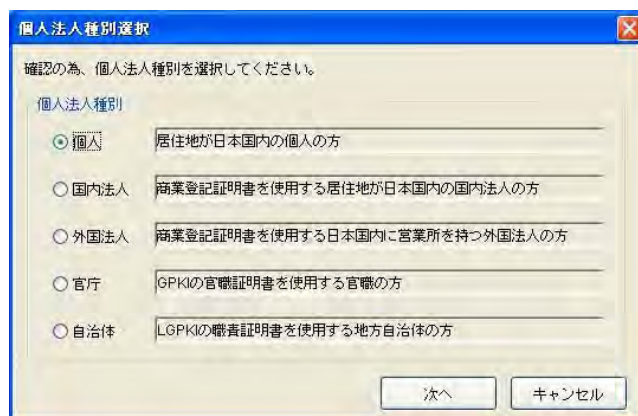 個人法人種別選択
確認の為、個人法人種別を選択してください。
個人法人種別
個人 居住地が日本国内の個人の方
国内法人 商業登記証明書を使用する居住地が日本国内の国内法人の方
外国法人 商業登記証明書を使用する日本国内に営業所を持つ外国法人の方
官庁 GPKIの官職証明書を使用する官職の方
自治体 LGPKIの職責証明書を使用する地方自治体の方
次へ キャンセル